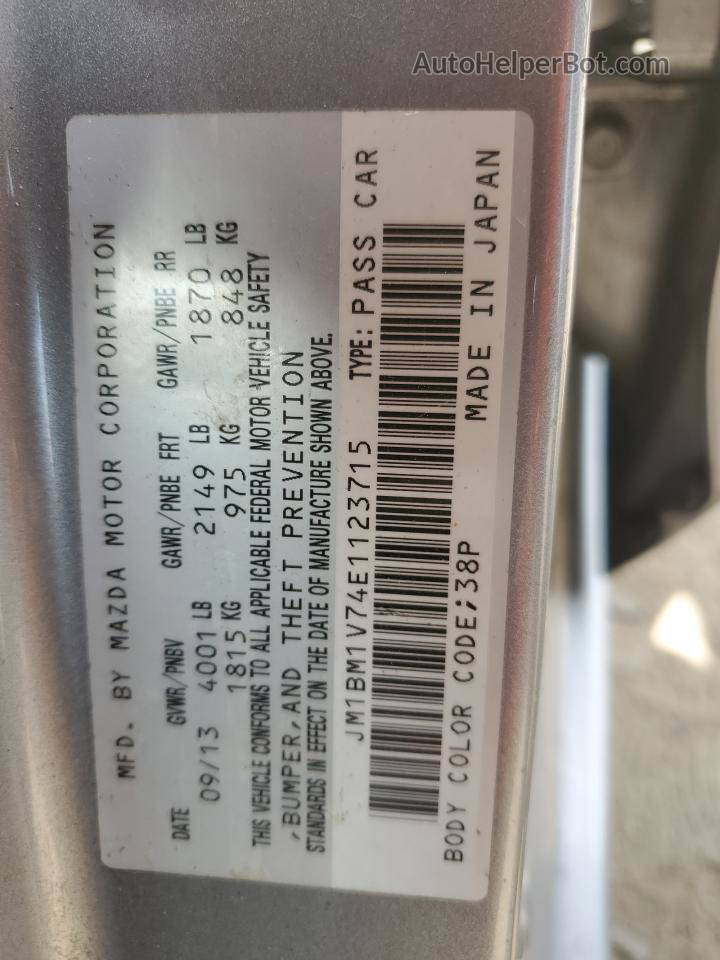 AutoHelperBot.com
MFD. BY MAZDA MOTOR CORPORATION
DATE GVWR/PNBV GAWR/PNBE FRT GAWR/PNBE RR
09/13 4001 LB 2149 LB 1870 LB
1815 KG 975 KG 848 KG
THIS VEHICLE CONFORMS TO ALL APPLICABLE FEDERAL MOTOR VEHICLE SAFETY
,BUMPER,AND THEFT PREVENTION
STANDARDS IN EFFECT ON THE DATE OF MANUFACTURE SHOWN ABOVE.
JM1BM1V74E1123715 TYPE: PASS CAR
BODY COLOR CODE;38P
MADE IN JAPAN